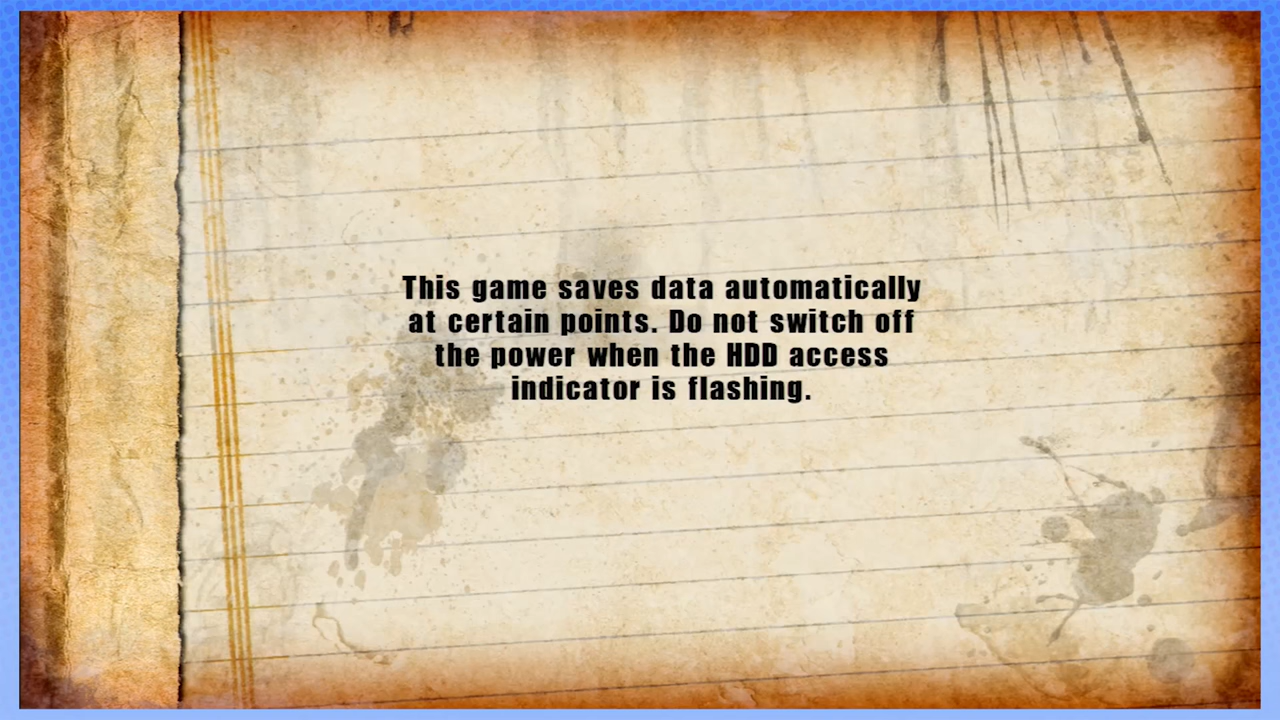 This game saves data automatically
at certain points. Do not switch off
the power when the HDD access
indicator is flashing.